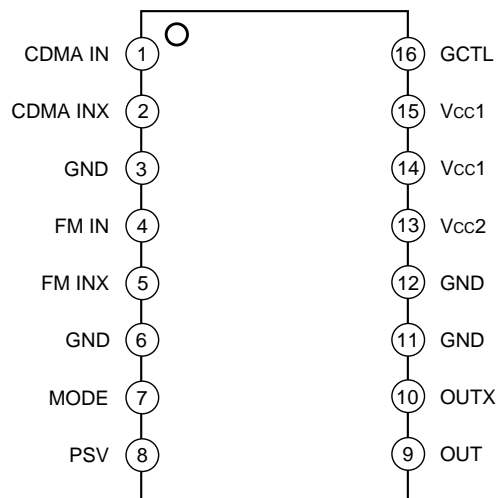 CDMA IN 1 16 GCTL
CDMA INX 2 15 Vcc1
GND 3 14 Vcc1
FM IN 4 13 Vcc2
FM INX 5 12 GND
GND 6 11 GND
MODE 7 10 OUTX
PSV 8 9 OUT